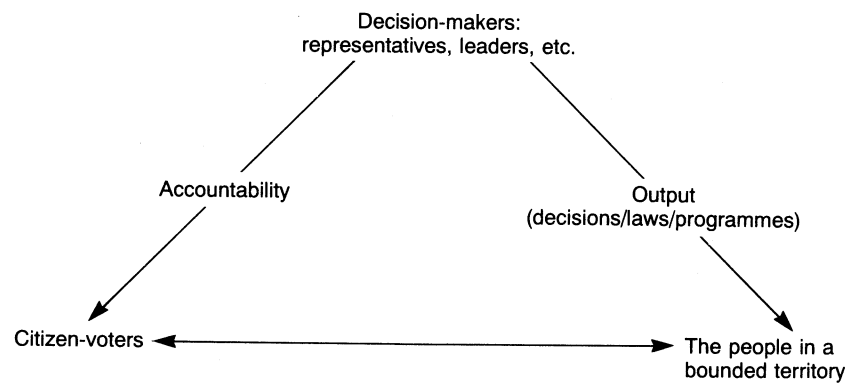 Decision-makers:
representatives, leaders, etc.
Accountability
Output
(decisions/laws/programmes)
Citizen-voters
The people in a
bounded territory